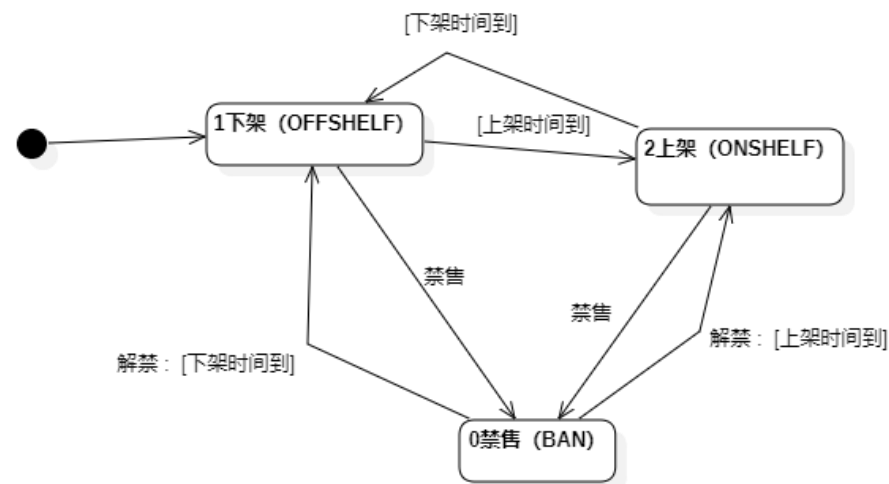 [下架时间到]
1下架（OFFSHELF）
[上架时间到]
2上架（ONSHELF）
禁售
禁售
解禁： [上架时间到]
解禁： [下架时间到]
0禁售（BAN）